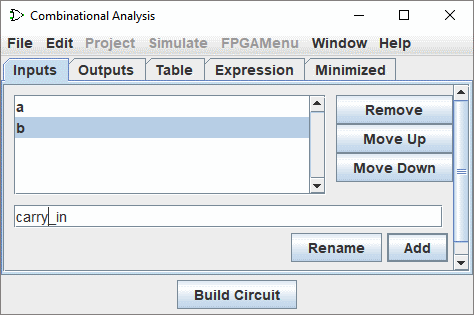 Combinational Analysis
File Edit Project Simulate FPGAMenu Window Help
Inputs Outputs Table Expression Minimized
a
b
Remove
Move Up
Move Down
carry_in
Rename Add
Build Circuit